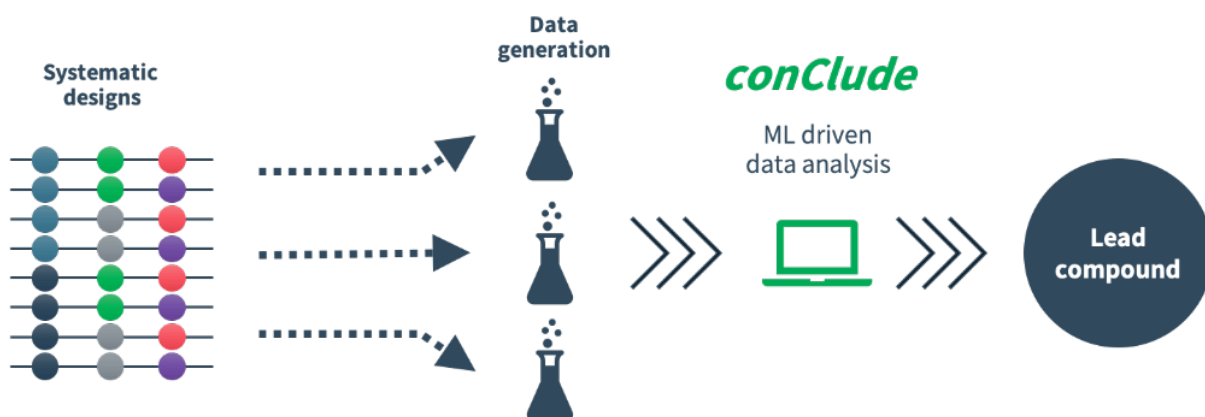 Systematic
designs
Data
generation
conClude
ML driven
data analysis
Lead
compound